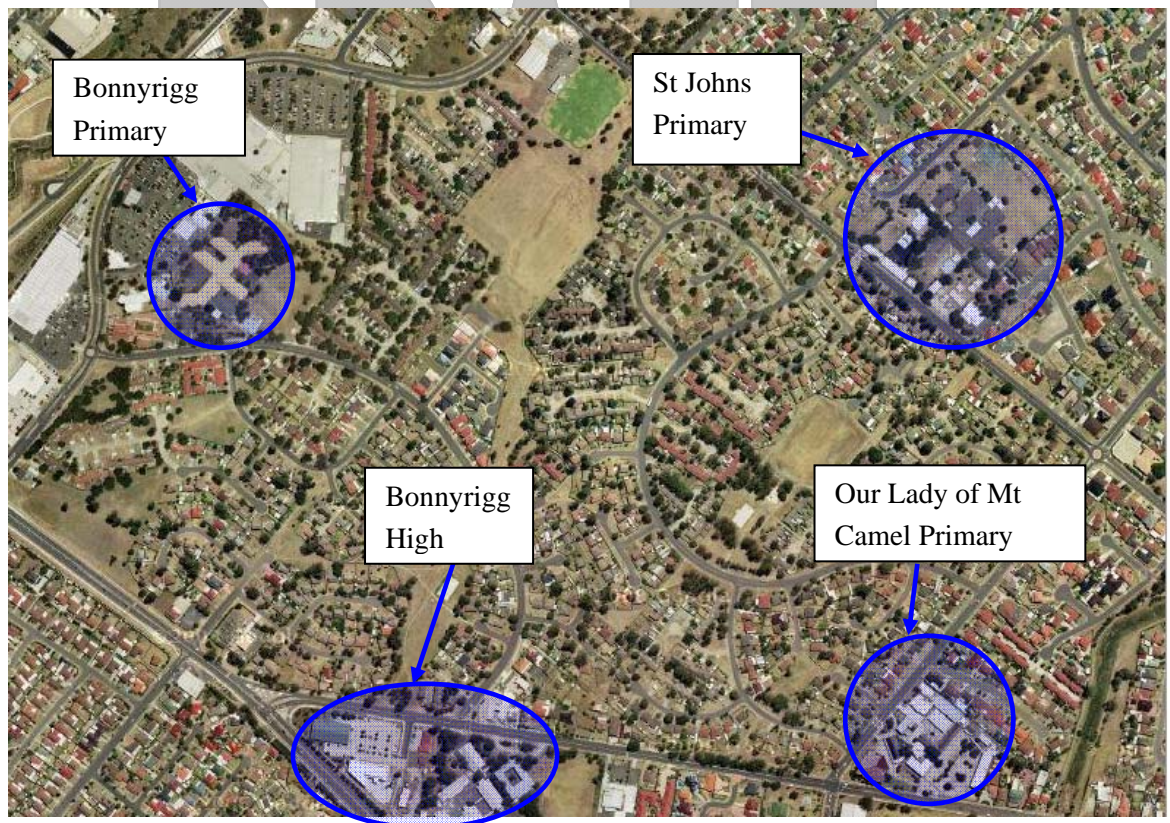 Bonnyrigg
Primary
St Johns
Primary
Bonnyrigg
High
Our Lady of Mt
Camel Primary